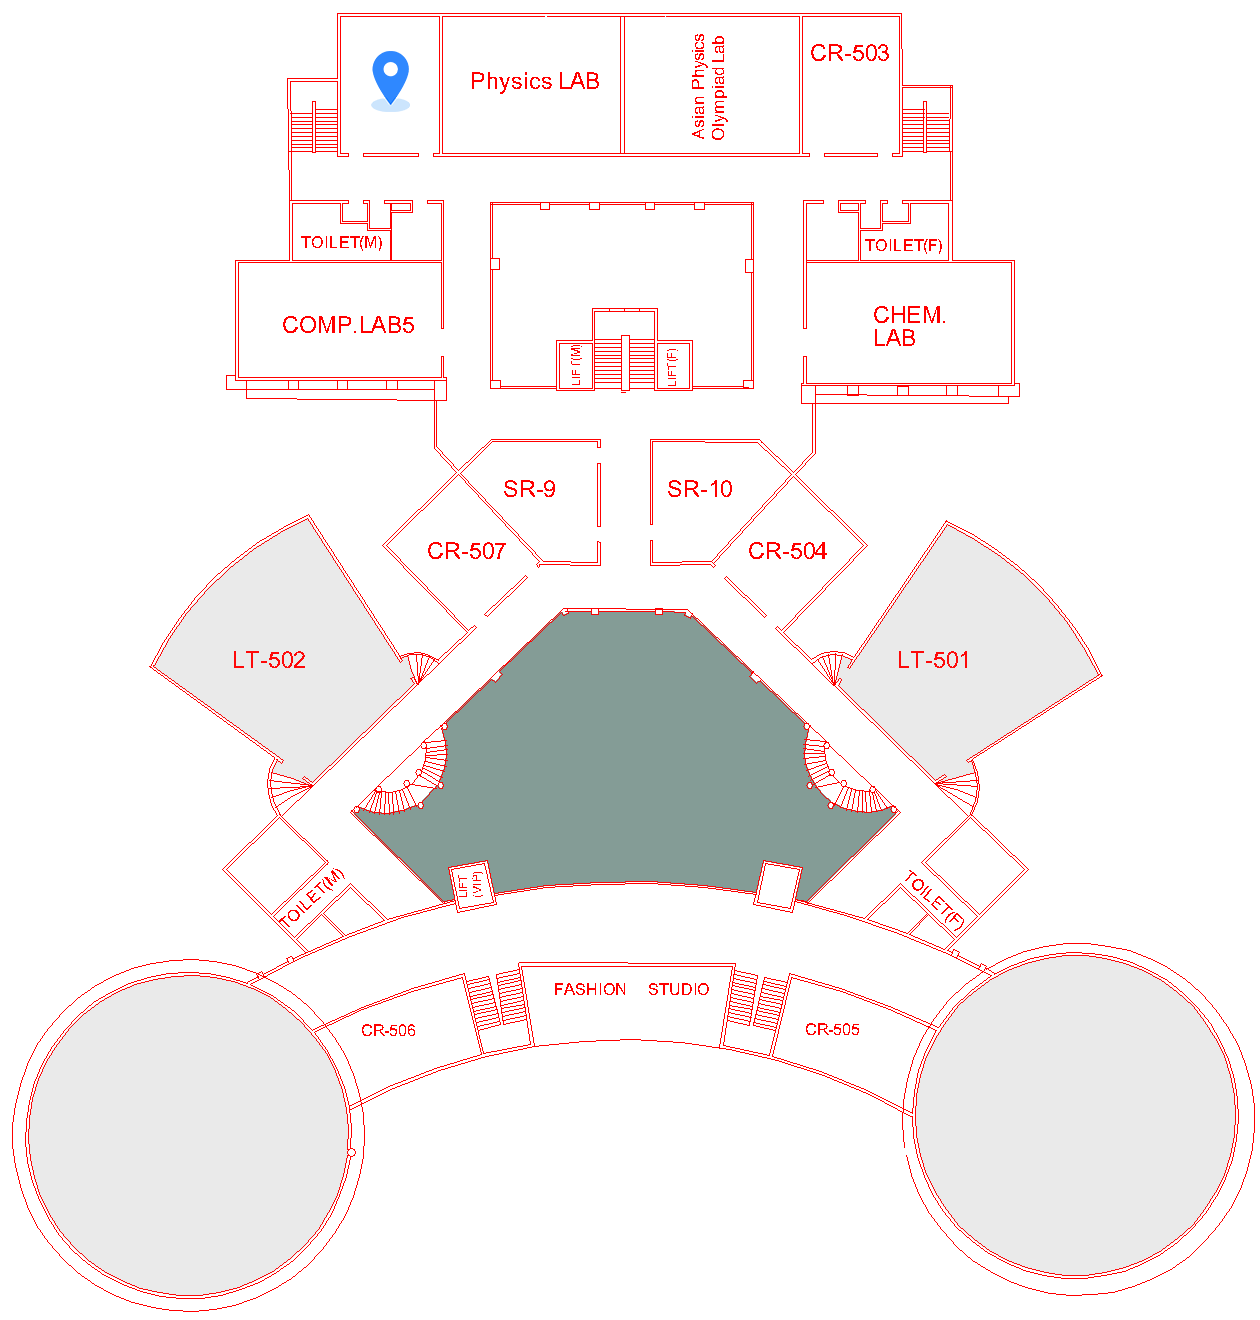 Physics LAB
Asian Physics
Olympiad Lab
CR-503
TOILET(M)
TOILET(F)
COMP.LAB5
CHEM.
LAB
LIFT(M)
LIFT(F)
SR-9
SR-10
CR-507
CR-504
LT-502
LT-501
TOILET(M)
LIFT
(VIP)
TOILET(F)
FASHION STUDIO
CR-506
CR-505